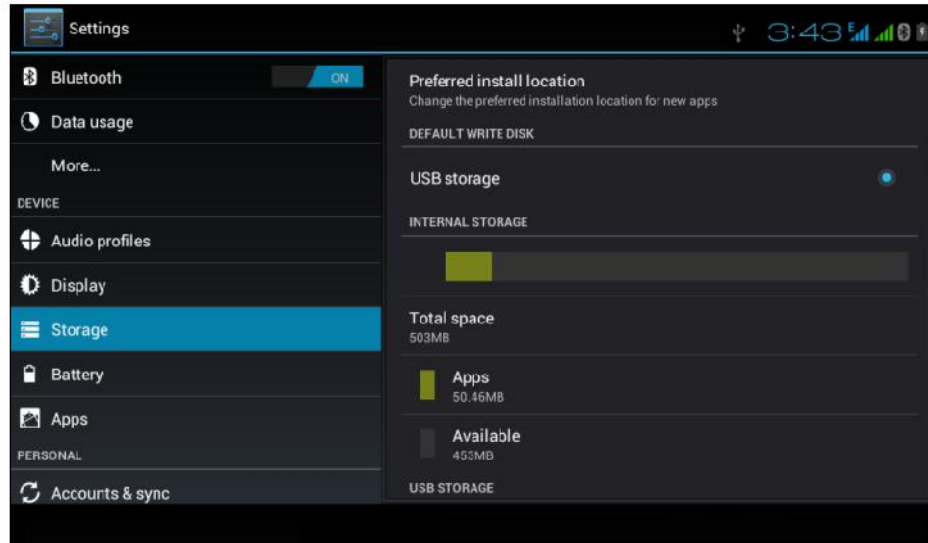 Settings
3:43
E
Bluetooth
ON
Data usage
More...
DEVICE
Audio profiles
Display
Storage
Battery
Apps
PERSONAL
Accounts & sync
Preferred install location
Change the preferred installation location for new apps
DEFAULT WRITE DISK
USB storage
INTERNAL STORAGE
Total space
503MB
Apps
50.46MB
Available
453MB
USB STORAGE